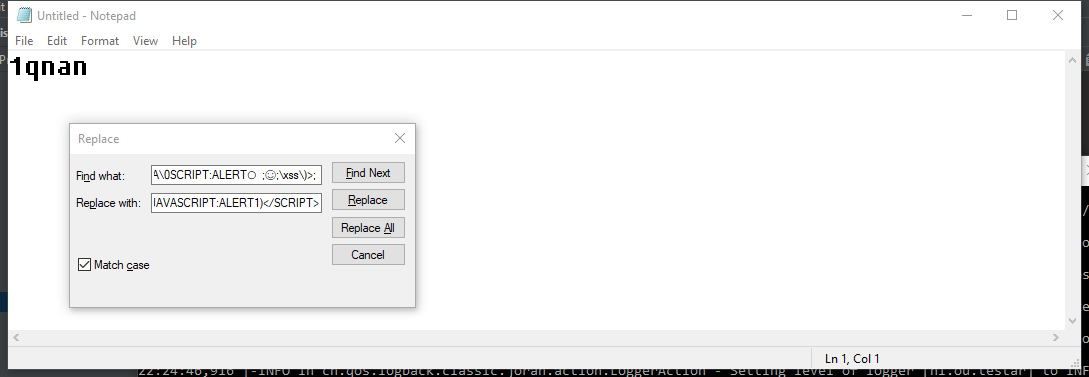 Untitled - Notepad
File Edit Format View Help
1qnan
Replace
Find what: A\0SCRIPT:ALERT○ ;☺;\xss\)>;
Find Next
Replace with: IAVASCRIPT:ALERT1)</SCRIPT>
Replace
Replace All
Cancel
Match case
Ln 1, Col 1
22:24:46,916 |-INFO in ch.qos.logback.classic.joran.action.LoggerAction - Setting level of logger [nl.ou.testar] to INF